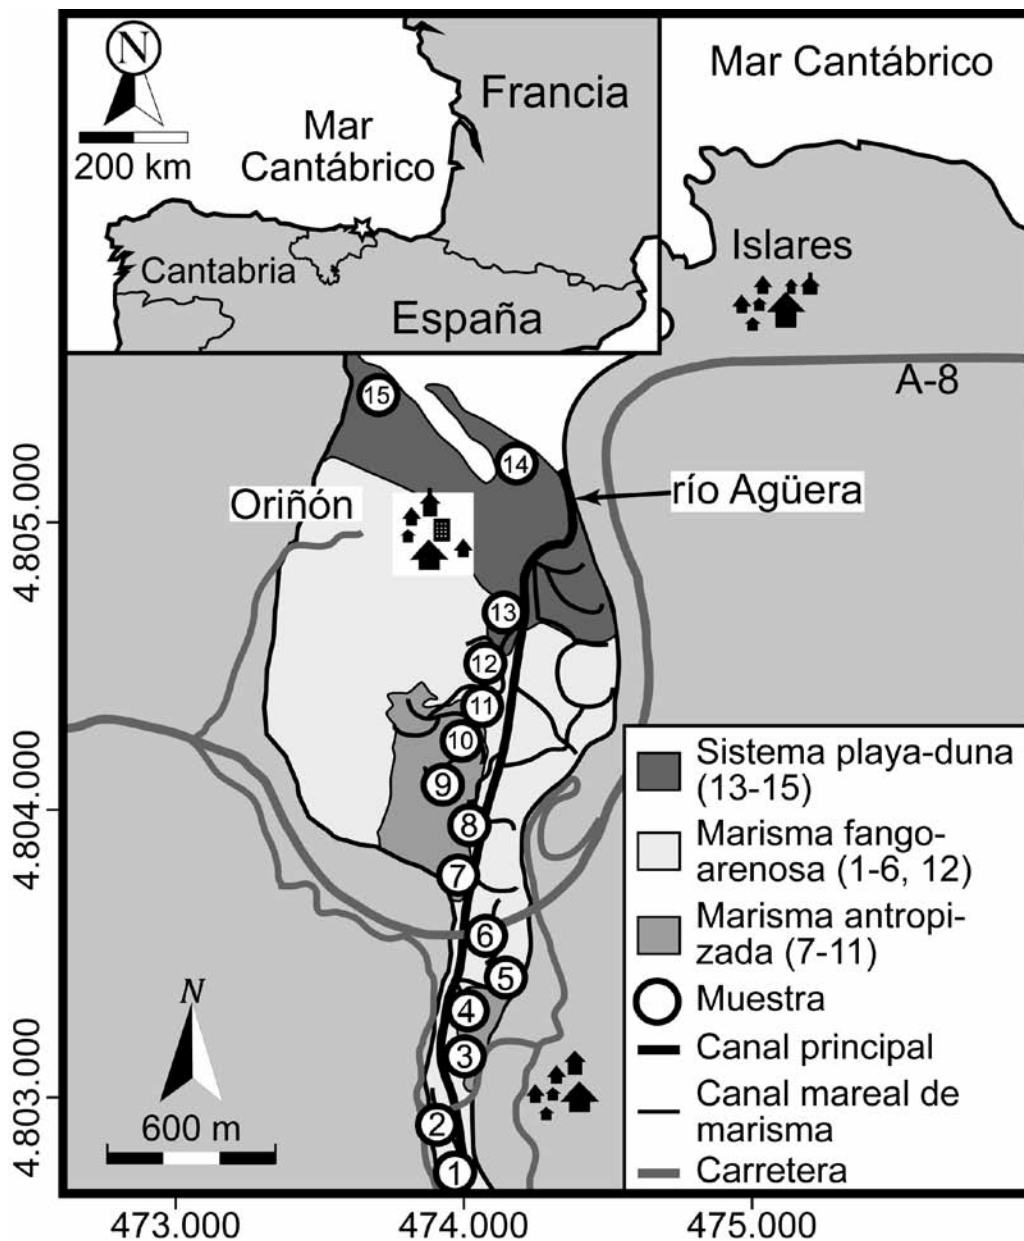 N
200 km
Mar
Cantábrico
Francia
Cantabria
España
Mar Cantábrico
Islares
A-8
15
14
río Agüera
Oriñón
13
12
11
10
9
8
7
6
5
4
3
2
1
N
600 m
Sistema playa-duna
(13-15)
Marisma fango-
arenosa (1-6, 12)
Marisma antropi-
zada (7-11)
Muestra
Canal principal
Canal mareal de
marisma
Carretera
4.805.000
4.804.000
4.803.000
473.000
474.000
475.000